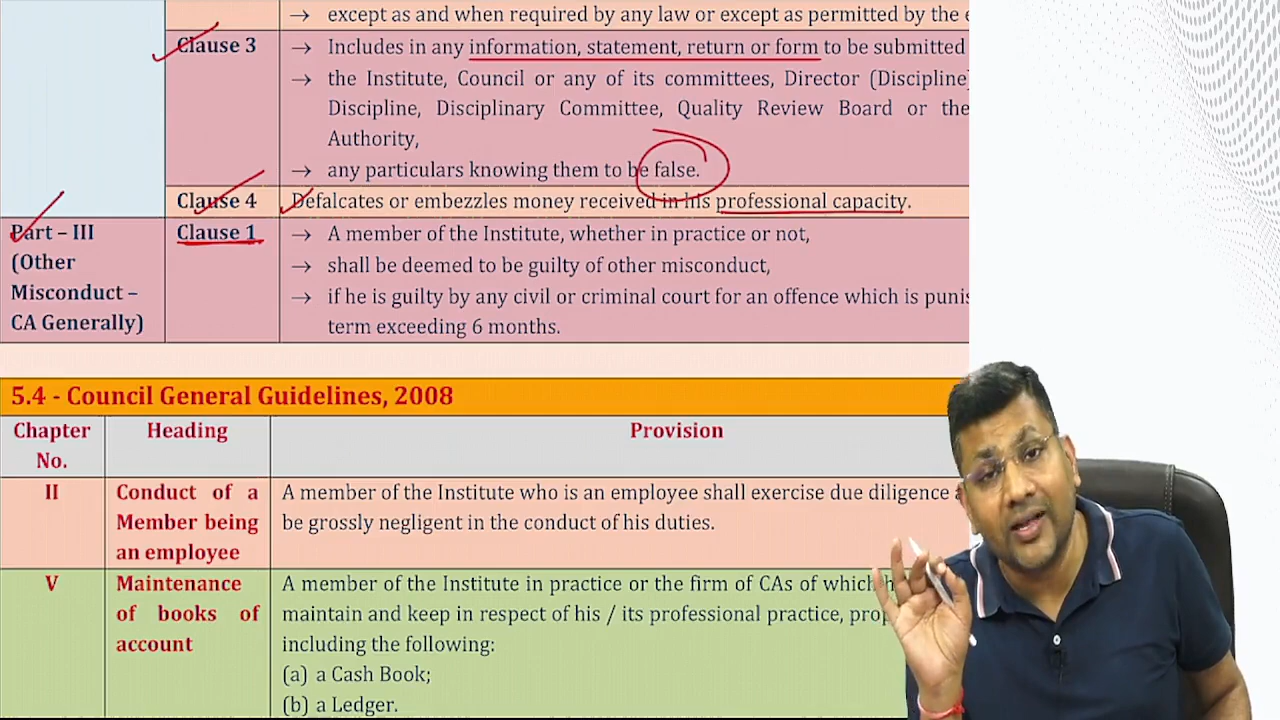 → except as and when required by any law or except as permitted by the
Clause 3
→ Includes in any information, statement, return or form to be submitted
→ the Institute, Council or any of its committees, Director (Discipline)
Discipline, Disciplinary Committee, Quality Review Board or the
Authority,
→ any particulars knowing them to be false.
Clause 4
Defalcates or embezzles money received in his professional capacity.
Part – III
(Other
Misconduct –
CA Generally)
Clause 1
→ A member of the Institute, whether in practice or not,
→ shall be deemed to be guilty of other misconduct,
→ if he is guilty by any civil or criminal court for an offence which is
term exceeding 6 months.
5.4 - Council General Guidelines, 2008
Chapter
No.
Heading
Provision
II
Conduct of a
Member being
an employee
A member of the Institute who is an employee shall exercise due diligence
be grossly negligent in the conduct of his duties.
V
Maintenance
of books of
account
A member of the Institute in practice or the firm of CAs of which
maintain and keep in respect of his / its professional practice,
including the following:
(a) a Cash Book;
(b) a Ledger.